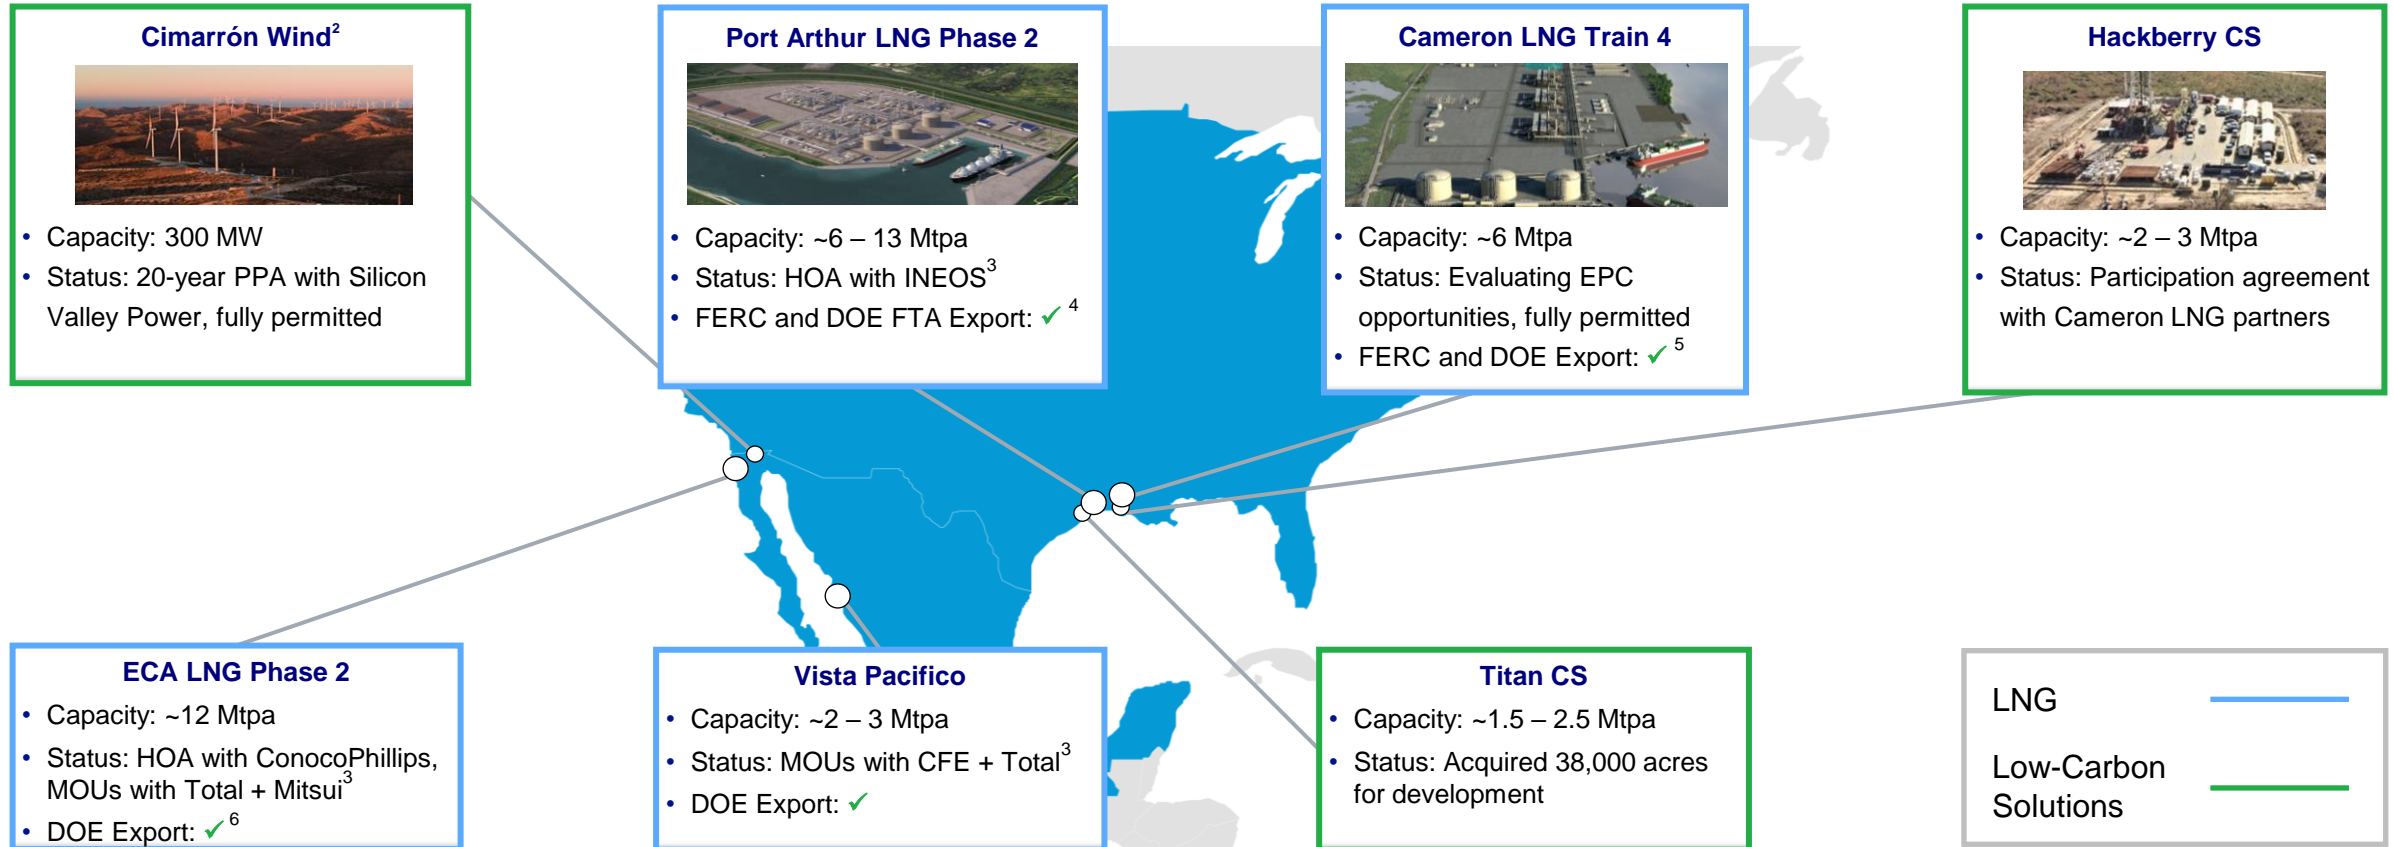 Cimarrón Wind2
• Capacity: 300 MW
• Status: 20-year PPA with Silicon
Valley Power, fully permitted
Port Arthur LNG Phase 2
• Capacity: ~6 – 13 Mtpa
• Status: HOA with INEOS3
• FERC and DOE FTA Export: ✓ 4
Cameron LNG Train 4
• Capacity: ~6 Mtpa
• Status: Evaluating EPC
opportunities, fully permitted
• FERC and DOE Export: ✓ 5
Hackberry CS
• Capacity: ~2 – 3 Mtpa
• Status: Participation agreement
with Cameron LNG partners
ECA LNG Phase 2
• Capacity: ~12 Mtpa
• Status: HOA with ConocoPhillips,
MOUs with Total + Mitsui3
• DOE Export: ✓ 6
Vista Pacifico
• Capacity: ~2 – 3 Mtpa
• Status: MOUs with CFE + Total3
• DOE Export: ✓
Titan CS
• Capacity: ~1.5 – 2.5 Mtpa
• Status: Acquired 38,000 acres
for development
LNG
Low-Carbon
Solutions